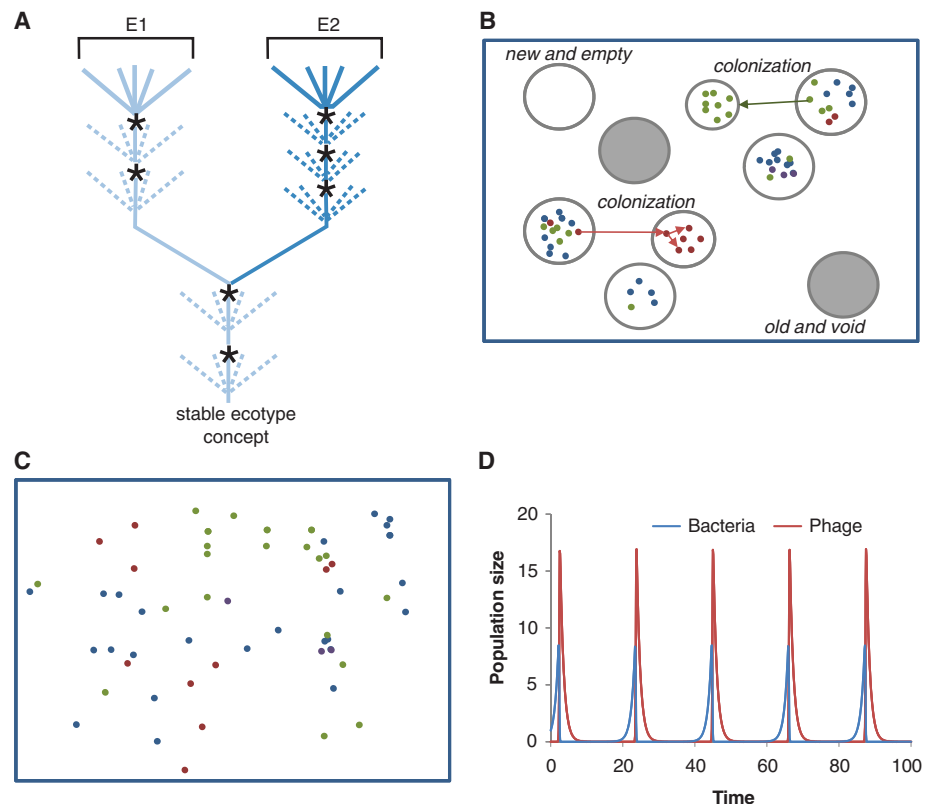 A
E1
E2
stable ecotype
concept
B
new and empty
colonization
colonization
old and void
C
D
Bacteria
Phage
Population size
20
15
10
5
0
0
20
40
60
80
100
Time